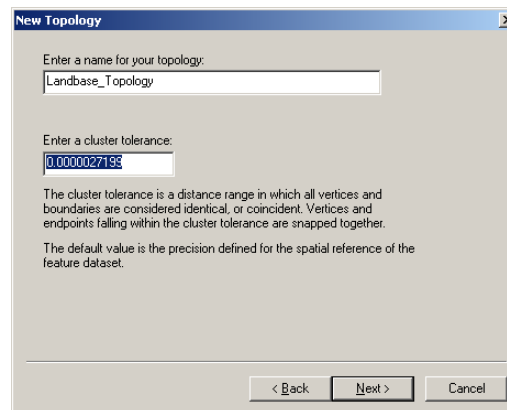 New Topology
Enter a name for your topology:
Landbase_Topology
Enter a cluster tolerance:
0.0000027199
The cluster tolerance is a distance range in which all vertices and
boundaries are considered identical, or coincident. Vertices and
endpoints falling within the cluster tolerance are snapped together.
The default value is the precision defined for the spatial reference of the
feature dataset.
< Back
Next >
Cancel